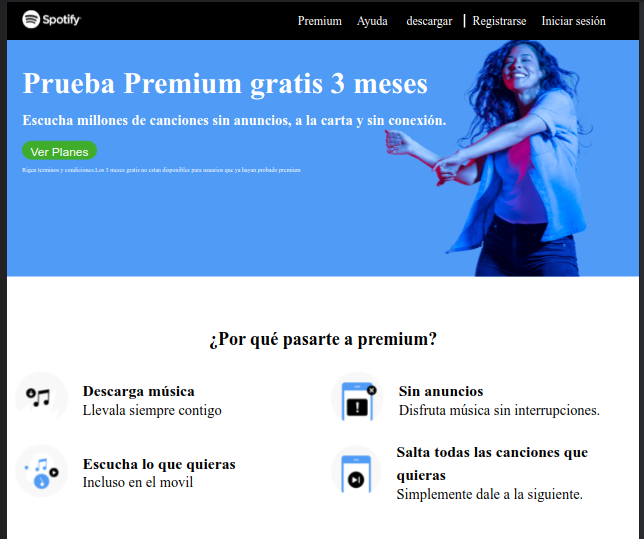 Spotify
Premium Ayuda descargar | Registrarse Iniciar sesión
Prueba Premium gratis 3 meses
Escucha millones de canciones sin anuncios, a la carta y sin conexión.
Ver Planes
Rigen terminos y condiciones.Los 3 meses gratis no estan disponibles para usuarios que ya hayan probado premium
¿Por qué pasarte a premium?
Descarga música
Llevala siempre contigo
Sin anuncios
Disfruta música sin interrupciones.
Escucha lo que quieras
Incluso en el movil
Salta todas las canciones que
quieras
Simplemente dale a la siguiente.